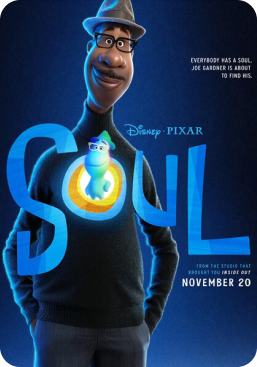 EVERYBODY HAS A SOUL.
JOE GARDNER IS ABOUT
TO FIND HIS.
Disney · PIXAR
SOUL
FROM THE STUDIO THAT
BROUGHT YOU INSIDE OUT
NOVEMBER 20